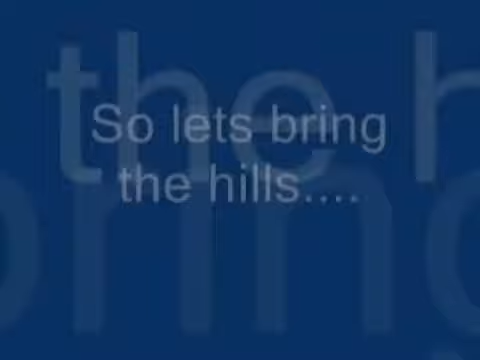 So lets bring
the hills....